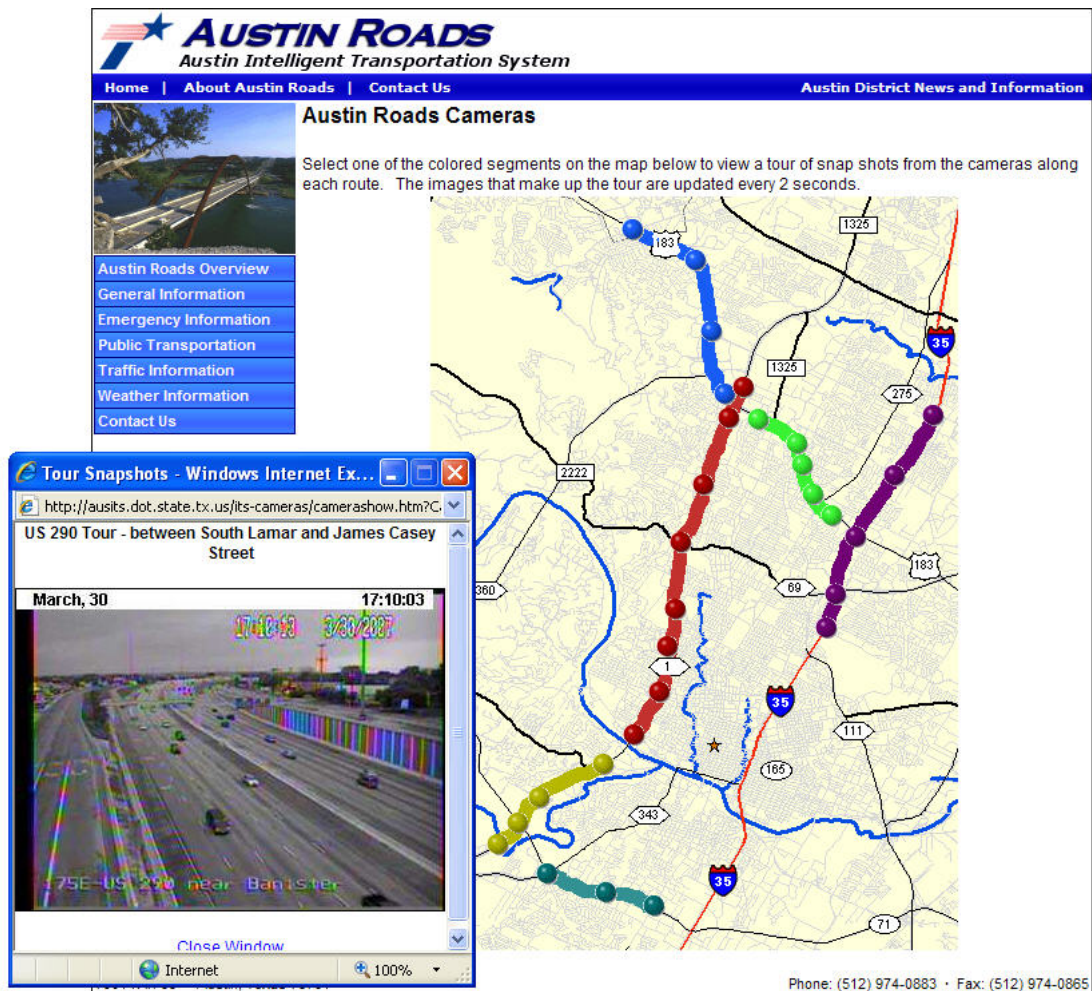 AUSTIN ROADS
Austin Intelligent Transportation System
Home | About Austin Roads | Contact Us
Austin District News and Information
Austin Roads Cameras
Select one of the colored segments on the map below to view a tour of snap shots from the cameras along
each route. The images that make up the tour are updated every 2 seconds.
Austin Roads Overview
General Information
Emergency Information
Public Transportation
Traffic Information
Weather Information
Contact Us
1325
183
35
1325
275
2222
360
183
69
1
35
111
165
343
35
71
Tour Snapshots - Windows Internet Ex...
http://ausits.dot.state.tx.us/its-cameras/camerashow.htm?C
US 290 Tour - between South Lamar and James Casey
Street
March, 30 17:10:03
3/30/2007
175E-US 290 near Banister
Close Window
Internet 100%
Phone: (512) 974-0883 · Fax: (512) 974-0865